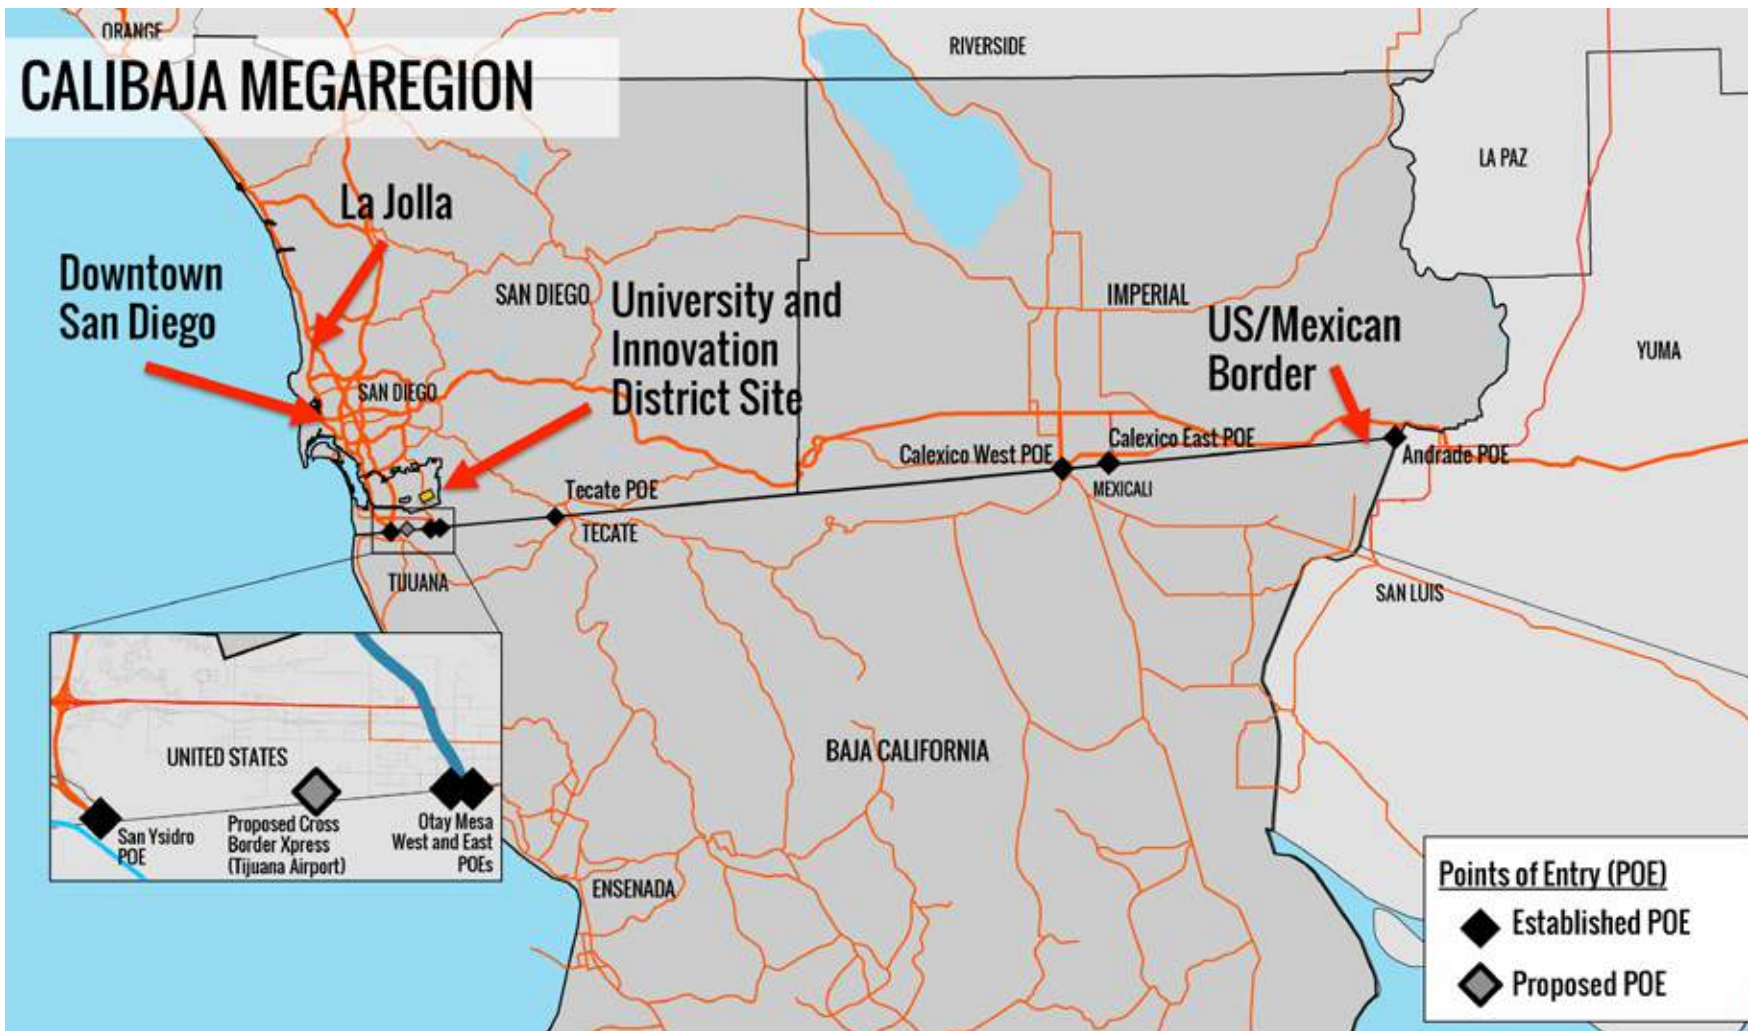 ORANGE
RIVERSIDE
CALIBAJA MEGAREGION
LA PAZ
La Jolla
Downtown
San Diego
SAN DIEGO
University and
Innovation
District Site
IMPERIAL
US/Mexican
Border
YUMA
SAN DIEGO
Calexico West POE
Calexico East POE
Andrade POE
Tecate POE
MEXICALI
TECATE
TIJUANA
SAN LUIS
BAJA CALIFORNIA
UNITED STATES
San Ysidro
POE
Proposed Cross
Border Xpress
(Tijuana Airport)
Otay Mesa
West and East
POEs
ENSENADA
Points of Entry (POE)
Established POE
Proposed POE